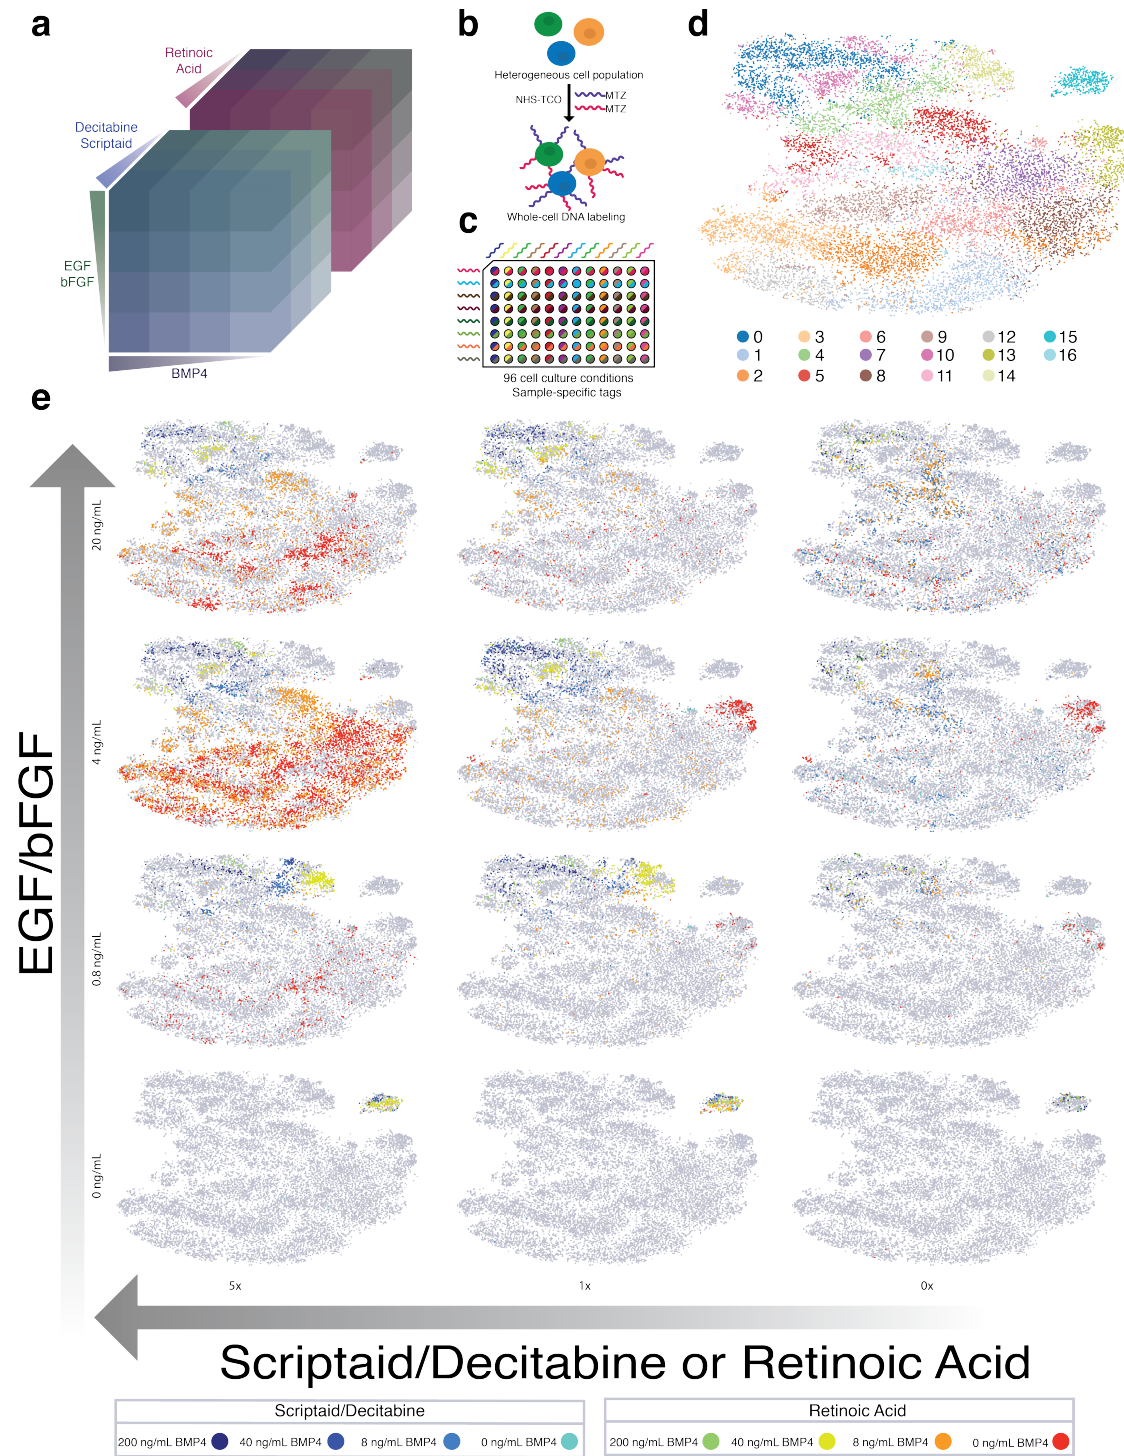 a
Retinoic
Acid
Decitabine
Scriptaid
EGF
bFGF
BMP4
b
Heterogeneous cell population
NHS-TCO
MTZ
MTZ
Whole-cell DNA labeling
c
96 cell culture conditions
Sample-specific tags
d
0 3 6 9 12 15
1 4 7 10 13 16
2 5 8 11 14
e
EGF/bFGF
20 ng/mL
4 ng/mL
0.8 ng/mL
0 ng/mL
5x 1x 0x
Scriptaid/Decitabine or Retinoic Acid
Scriptaid/Decitabine
200 ng/mL BMP4 40 ng/mL BMP4 8 ng/mL BMP4 0 ng/mL BMP4
Retinoic Acid
200 ng/mL BMP4 40 ng/mL BMP4 8 ng/mL BMP4 0 ng/mL BMP4